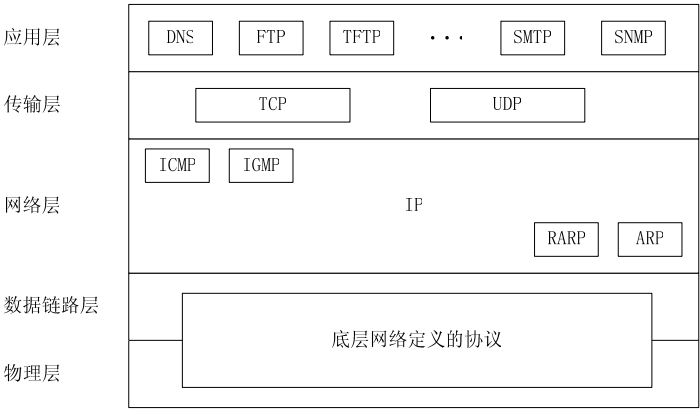 应用层 DNS FTP TFTP ··· SMTP SNMP
传输层 TCP UDP
ICMP IGMP
网络层 IP
RARP ARP
数据链路层
底层网络定义的协议
物理层